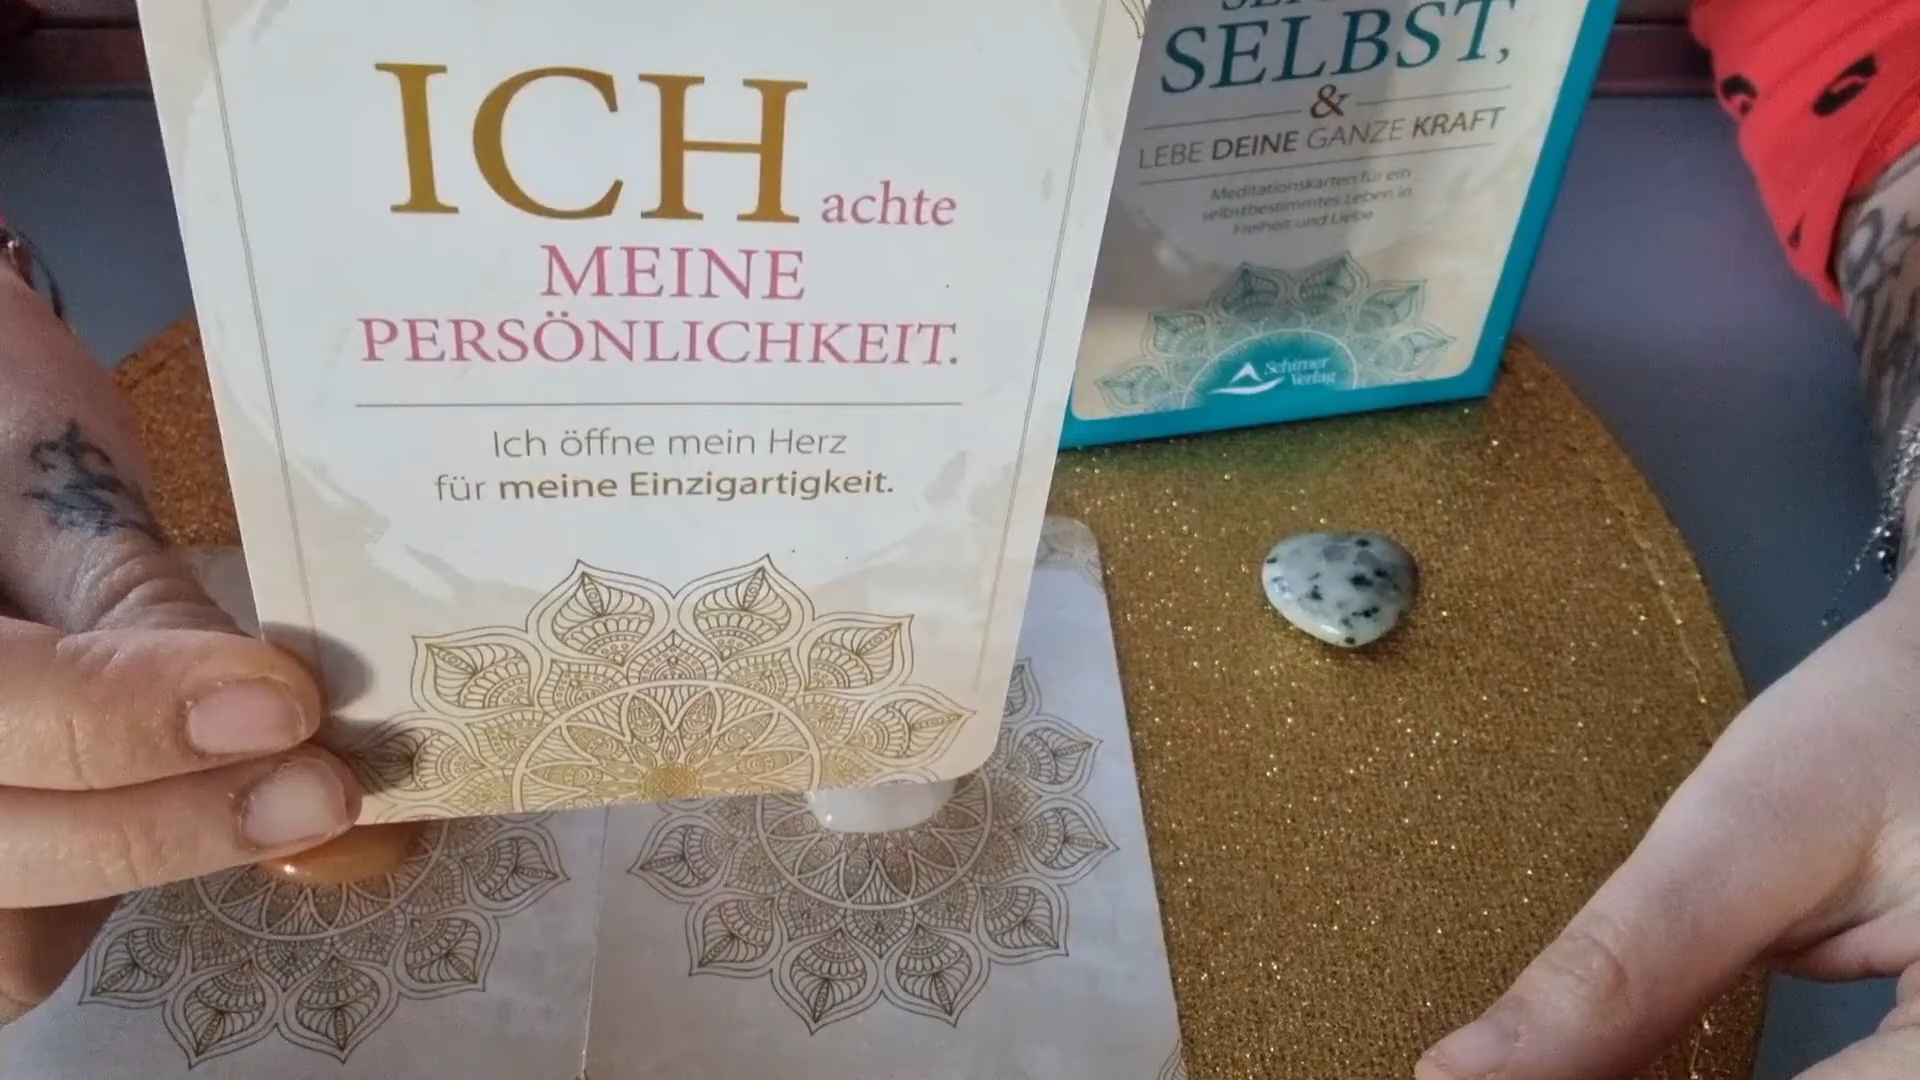 ICH achte
MEINE
PERSÖNLICHKEIT.
Ich öffne mein Herz
für meine Einzigartigkeit.
SELBST,
&
LEBE DEINE GANZE KRAFT
Meditationskarten für ein
selbstbestimmtes Leben in
Freiheit und Liebe
Schirner
Verlag